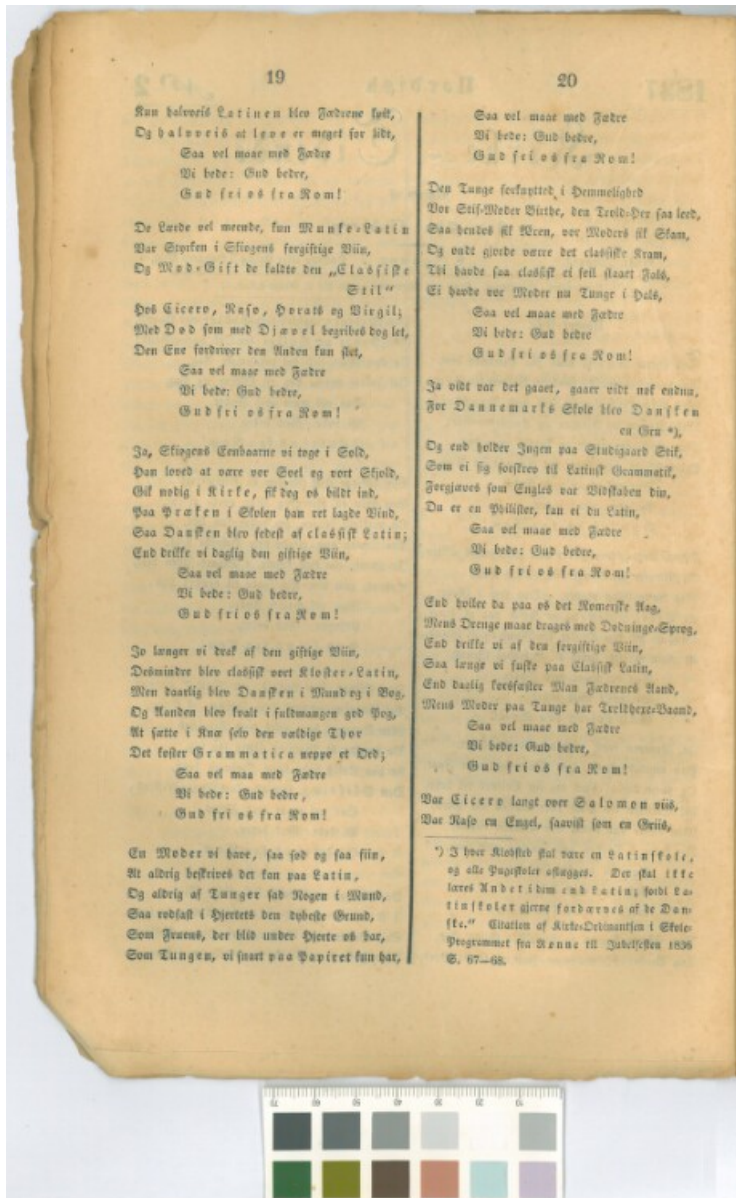 19
Kun halvveis Latinen blev Fædrene kvit,
Og halvveis at leve er meget for lidt,
Saa vel maae med Fædre
Vi bede: Gud bedre,
Gud fri os fra Rom!
De Lærde vel meende, kun Munke-Latin
Var Styrken i Skiøgens forgiftige Viin,
Og Mod-Gift de kaldte den „Classiske
Stil“
Hos Cicero, Naso, Horats og Virgil;
Med Død som med Djævel begribes dog let,
Den Ene fordriver den Anden kun slet,
Saa vel maae med Fædre
Vi bede: Gud bedre,
Gud fri os fra Rom!
Ja, Skiøgens Eenbaarne vi toge i Sold,
Han loved at være vor Soel og vort Skjold,
Gik nødig i Kirke, fik dog os bildt ind,
Paa Præken i Skolen han ret lagde Vind,
Saa Dansken blev fedest af classisk Latin;
End drikke vi daglig den giftige Viin,
Saa vel maae med Fædre
Vi bede: Gud bedre,
Gud fri os fra Rom!
Jo længer vi drak af den giftige Viin,
Desmindre blev classisk vort Kloster-Latin,
Men daarlig blev Dansken i Mund og i Bog,
Og Aanden blev kvalt i fuldmangen god Pog,
At sætte i Knæ selv den vældige Thor
Det koster Grammatica neppe et Ord;
Saa vel maa med Fædre
Vi bede: Gud bedre,
Gud fri os fra Rom!
En Moder vi have, saa sød og saa fiin,
At aldrig beskrives det kan paa Latin,
Og aldrig af Tunger sad Nogen i Mund,
Saa rodfast i Hjertets den dybeste Grund,
Som Fruens, der blid under Hjerte os bar,
Som Tungen, vi snart paa Papiret kun har,
20
Saa vel maae med Fædre
Vi bede: Gud bedre,
Gud fri os fra Rom!
Den Tunge forknytted i Hemmelighed
Vor Stif-Moder Birthe, den Trold-Hex saa leed,
Saa hendes fik Æren, vor Moders fik Skam,
Og ondt gjorde værre det classiske Kram,
Thi havde saa classisk ei feil slaaet Fals,
Ei havde vor Moder nu Tunge i Hals,
Saa vel maae med Fædre
Vi bede: Gud bedre
Gud fri os fra Rom!
Ja vidt var det gaaet, gaaer vidt nok endnu,
For Dannemarks Skole blev Dansken
en Gru *),
Og end holder Ingen paa Studigaard Stik,
Som ei sig forskrev til Latinsk Grammatik,
Forgjæves som Engles var Vidskaben din,
Du er en Philister, kan ei du Latin,
Saa vel maae med Fædre
Vi bede: Gud bedre,
Gud fri os fra Rom!
End hviler da paa os det Romerske Aag,
Mens Drenge maae drages med Dødninge-Sprog,
End drikke vi af den forgiftige Viin,
Saa længe vi fuske paa Classisk Latin,
End daglig korsfæster Man Fædrenes Aand,
Mens Moder paa Tunge har Troldhexe-Baand,
Saa vel maae med Fædre
Vi bede: Gud bedre,
Gud fri os fra Rom!
Var Cicero langt over Salomon viis,
Var Naso en Engel, saavist som en Griis,
*) I hver Kiøbsted skal være en Latinskole,
og alle Pugeskoler aflægges. Der skal ikke
læres Andet i dem end Latin; fordi La-
tinskoler gjerne fordærves af de Dan-
ske.“ Citation af Kirke-Ordinantsen i Skole-
Programmet fra Rønne til Jubelfesten 1836
S. 67—68.